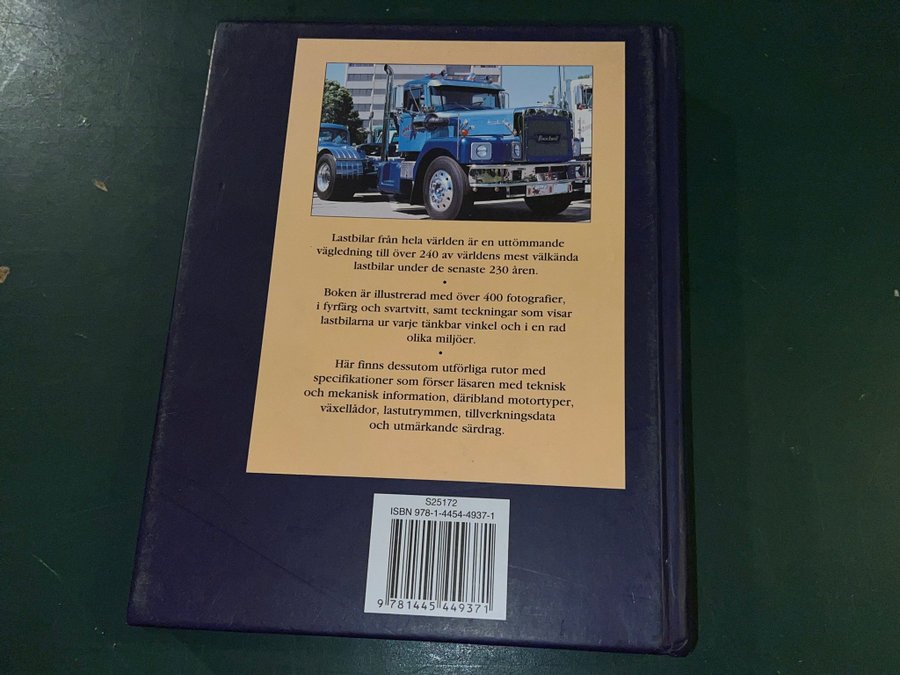 Brockway
Lastbilar från hela världen är en uttömmande
vägledning till över 240 av världens mest välkända
lastbilar under de senaste 230 åren.
•
Boken är illustrerad med över 400 fotografier,
i fyrfärg och svartvitt, samt teckningar som visar
lastbilarna ur varje tänkbar vinkel och i en rad
olika miljöer.
•
Här finns dessutom utförliga rutor med
specifikationer som förser läsaren med teknisk
och mekanisk information, däribland motortyper,
växellådor, lastutrymmen, tillverkningsdata
och utmärkande särdrag.
S25172
ISBN 978-1-4454-4937-1
9 781445 449371